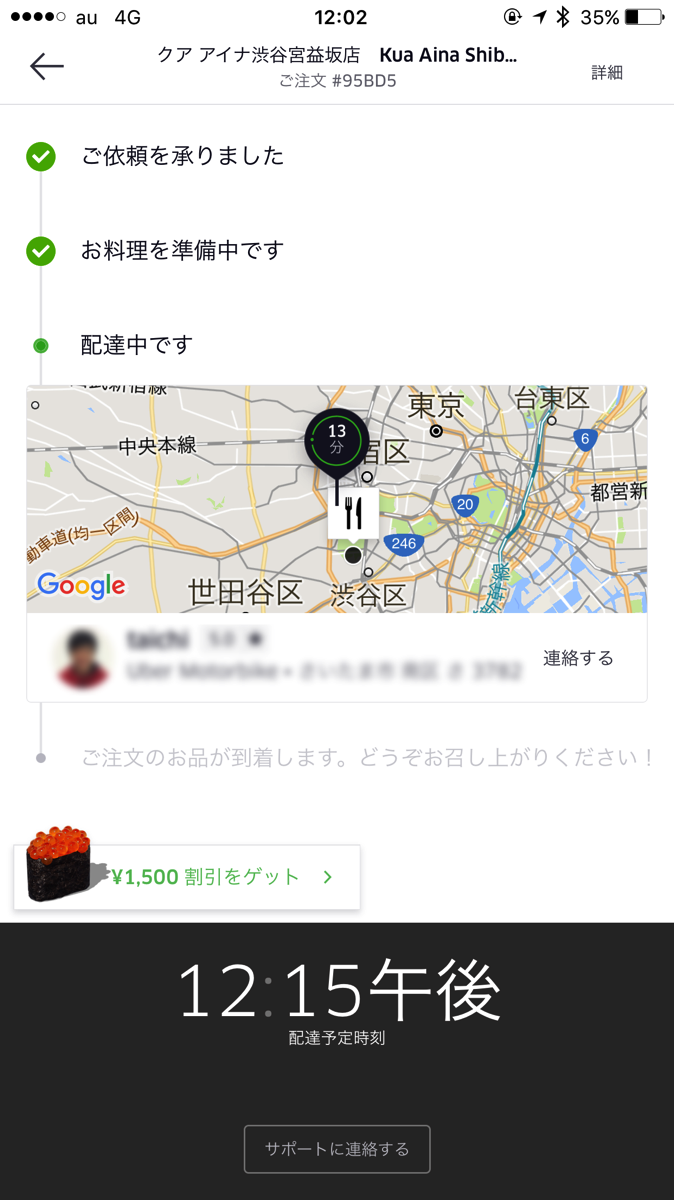 au 4G 12:02 35%
クア アイナ渋谷宮益坂店 Kua Aina Shib...
ご注文 #95BD5
詳細
ご依頼を承りました
お料理を準備中です
配達中です
東京
台東区
13
分
宿区
6
中央本線
都営新
20
動車道(均一区間)
246
Google
世田谷区
渋谷区
新幹線
連絡する
ご注文のお品が到着します。どうぞお召し上がりください！
¥1,500 割引をゲット
12:15午後
配達予定時刻
サポートに連絡する